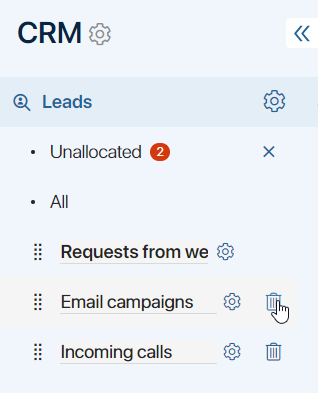 CRM
Leads
Unallocated 2
All
Requests from we
Email campaigns
Incoming calls